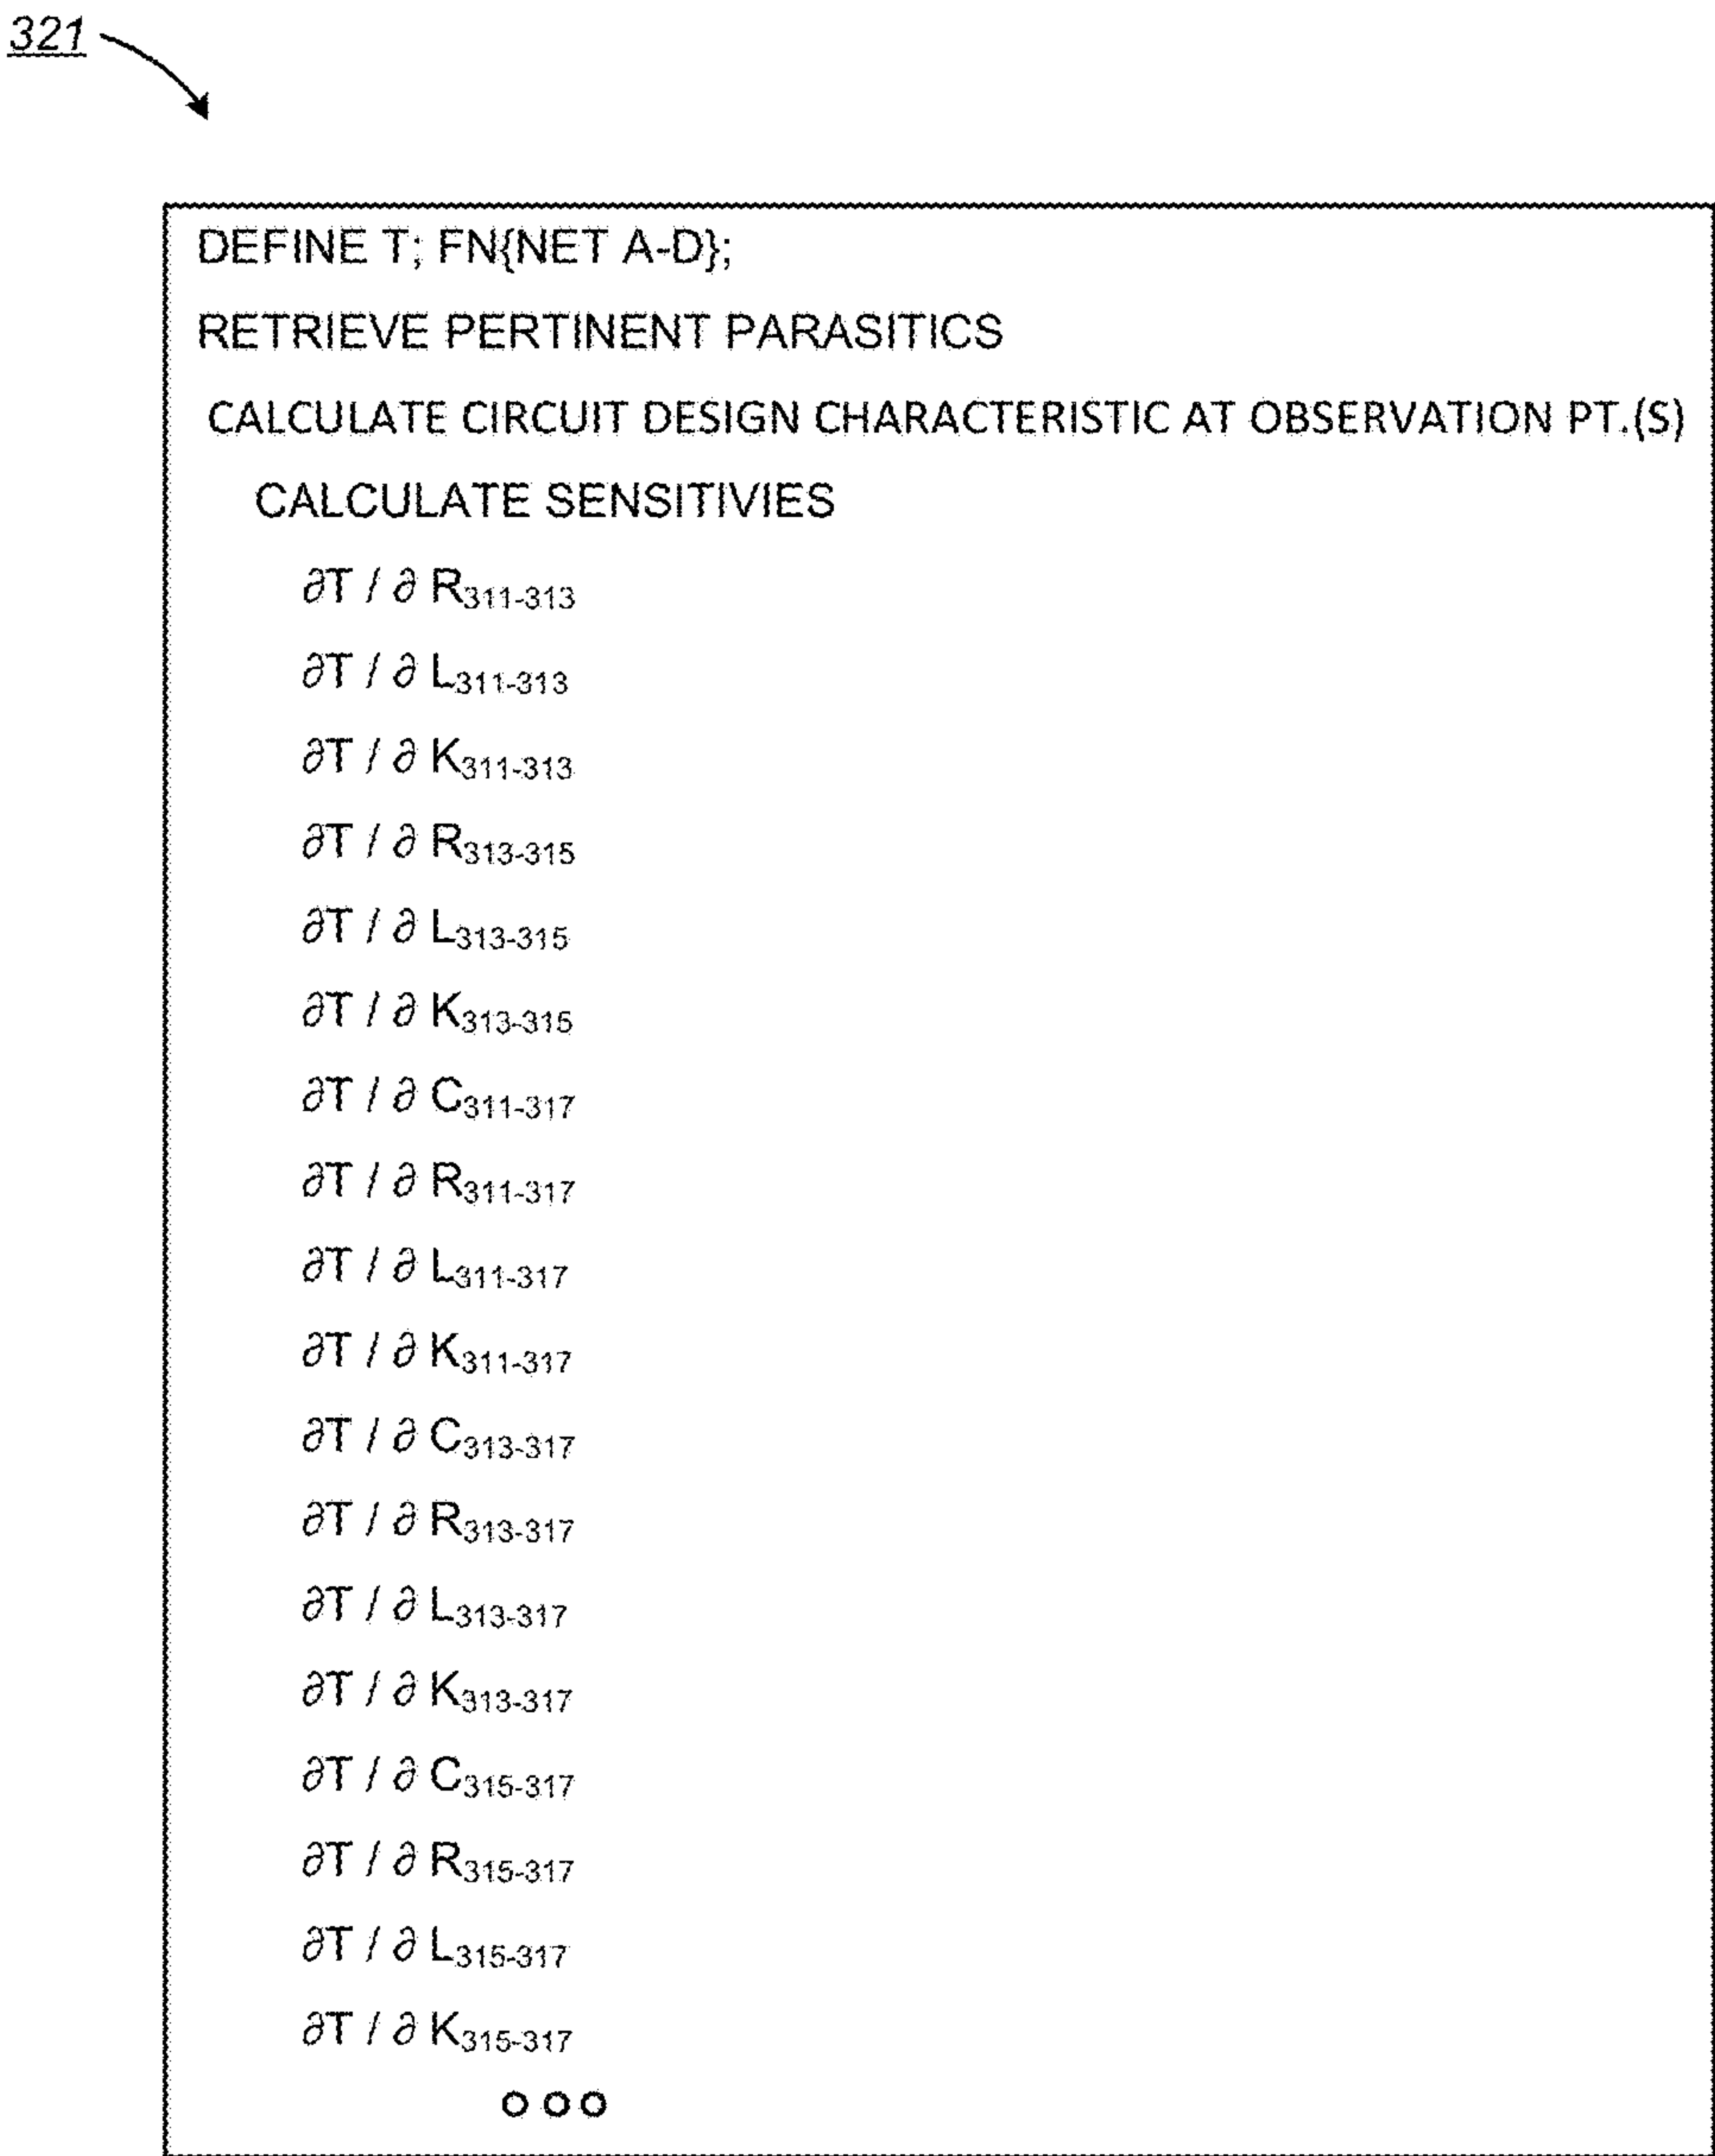 321
DEFINE T; FN{NET A-D};
RETRIEVE PERTINENT PARASITICS
CALCULATE CIRCUIT DESIGN CHARACTERISTIC AT OBSERVATION PT.(S)
CALCULATE SENSITIVIES
∂T / ∂ R₃₁₁₋₃₁₃
∂T / ∂ L₃₁₁₋₃₁₃
∂T / ∂ K₃₁₁₋₃₁₃
∂T / ∂ R₃₁₃₋₃₁₅
∂T / ∂ L₃₁₃₋₃₁₅
∂T / ∂ K₃₁₃₋₃₁₅
∂T / ∂ C₃₁₁₋₃₁₇
∂T / ∂ R₃₁₁₋₃₁₇
∂T / ∂ L₃₁₁₋₃₁₇
∂T / ∂ K₃₁₁₋₃₁₇
∂T / ∂ C₃₁₃₋₃₁₇
∂T / ∂ R₃₁₃₋₃₁₇
∂T / ∂ L₃₁₃₋₃₁₇
∂T / ∂ K₃₁₃₋₃₁₇
∂T / ∂ C₃₁₅₋₃₁₇
∂T / ∂ R₃₁₅₋₃₁₇
∂T / ∂ L₃₁₅₋₃₁₇
∂T / ∂ K₃₁₅₋₃₁₇